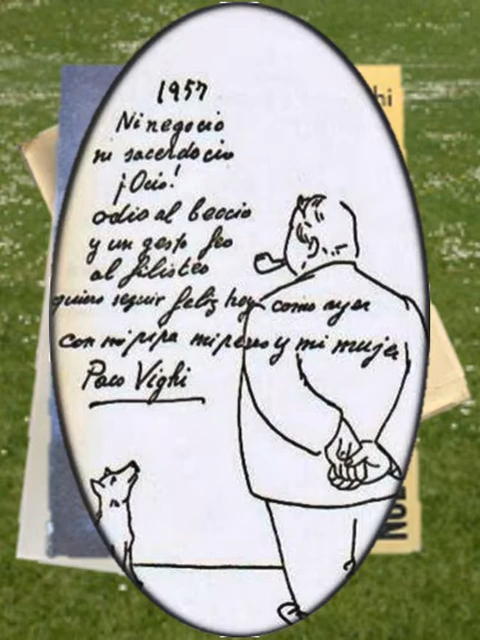 1957
Ni negocio
ni sacerdocio
¡Ocio!
odio al beocio
y un gesto feo
al filisteo
quiero seguir feliz hoy como ayer
con mi pipa mi perro y mi mujer
Paco Vighi
hi